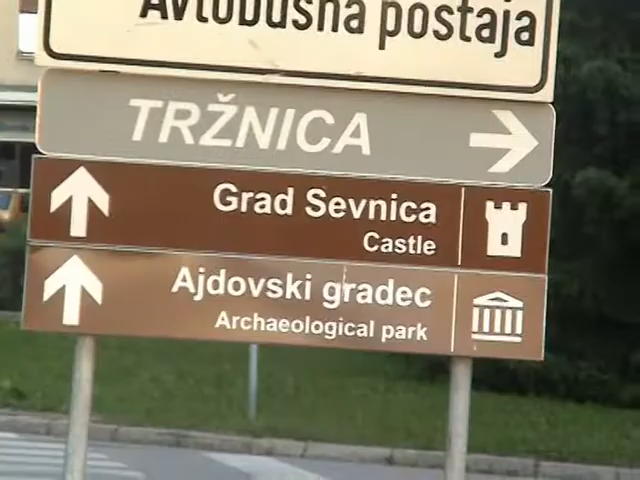 Avtobusna postaja
TRŽNICA
Grad Sevnica
Castle
Ajdovski gradec
Archaeological park